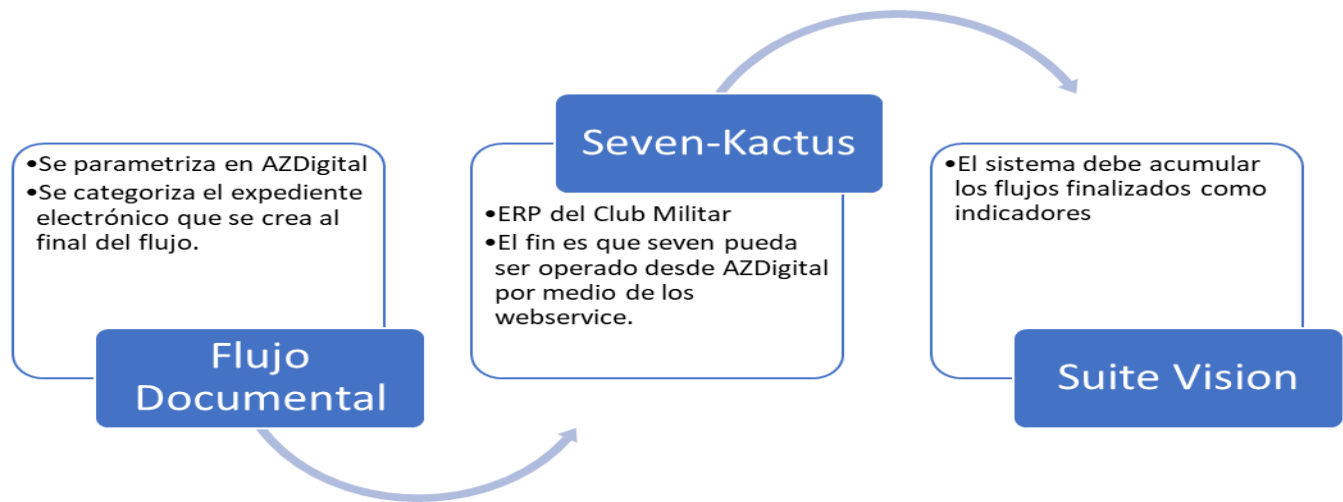 •Se parametriza en AZDigital
•Se categoriza el expediente
electrónico que se crea al
final del flujo.
Flujo
Documental
Seven-Kactus
•ERP del Club Militar
•El fin es que seven pueda
ser operado desde AZDigital
por medio de los
webservice.
•El sistema debe acumular
los flujos finalizados como
indicadores
Suite Vision